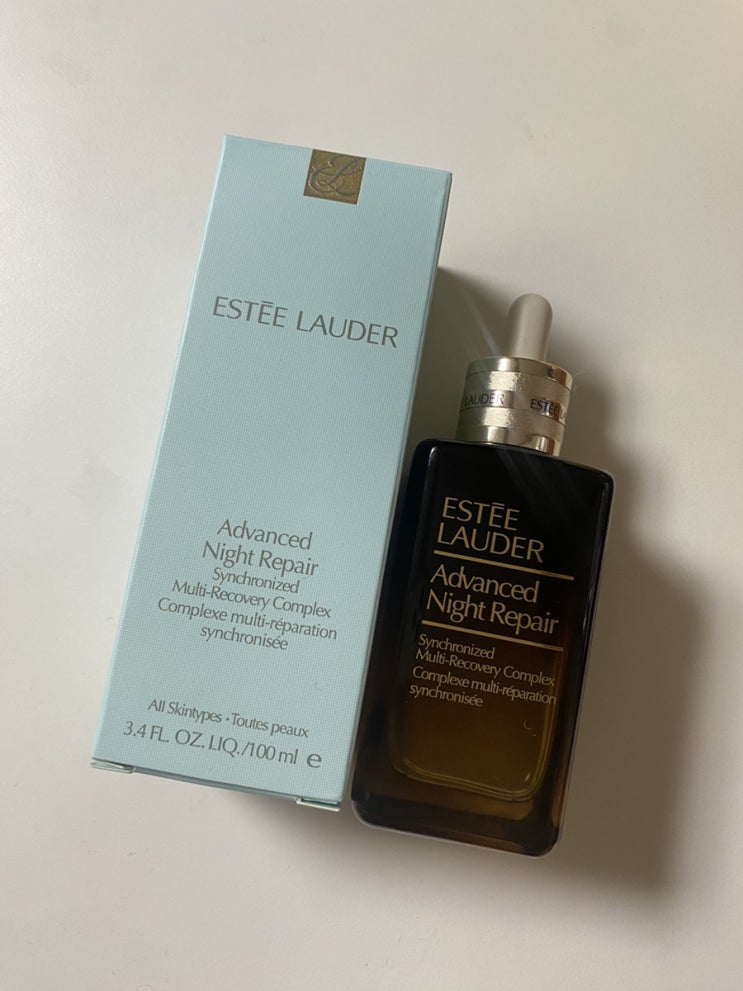 ESTĒE LAUDER
Advanced
Night Repair
Synchronized
Multi-Recovery Complex
Complexe multi-réparation
synchronisée
All Skintypes • Toutes peaux
3.4 FL. OZ. LIQ./100 ml ℮
LAUDER ESTĒE
ESTĒE
LAUDER
Advanced
Night Repair
Synchronized
Multi-Recovery Complex
Complexe multi-réparation
synchronisée